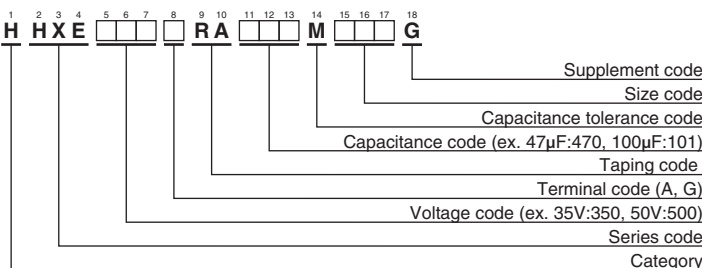 1 2 3 4 5 6 7 8 9 10 11 12 13 14 15 16 17 18
H HXE □□□ □ RA □□□ M □□□ G
Supplement code
Size code
Capacitance tolerance code
Capacitance code (ex. 47µF:470, 100µF:101)
Taping code
Terminal code (A, G)
Voltage code (ex. 35V:350, 50V:500)
Series code
Category